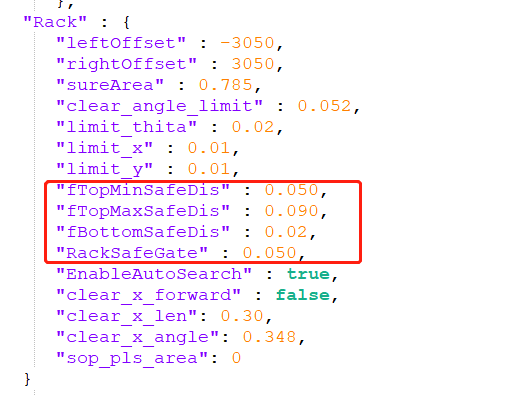 },
"Rack" : {
"leftOffset" : -3050,
"rightOffset" : 3050,
"sureArea" : 0.785,
"clear_angle_limit" : 0.052,
"limit_thita" : 0.02,
"limit_x" : 0.01,
"limit_y" : 0.01,
"fTopMinSafeDis" : 0.050,
"fTopMaxSafeDis" : 0.090,
"fBottomSafeDis" : 0.02,
"RackSafeGate" : 0.050,
"EnableAutoSearch" : true,
"clear_x_forward" : false,
"clear_x_len": 0.30,
"clear_x_angle": 0.348,
"sop_pls_area": 0
}